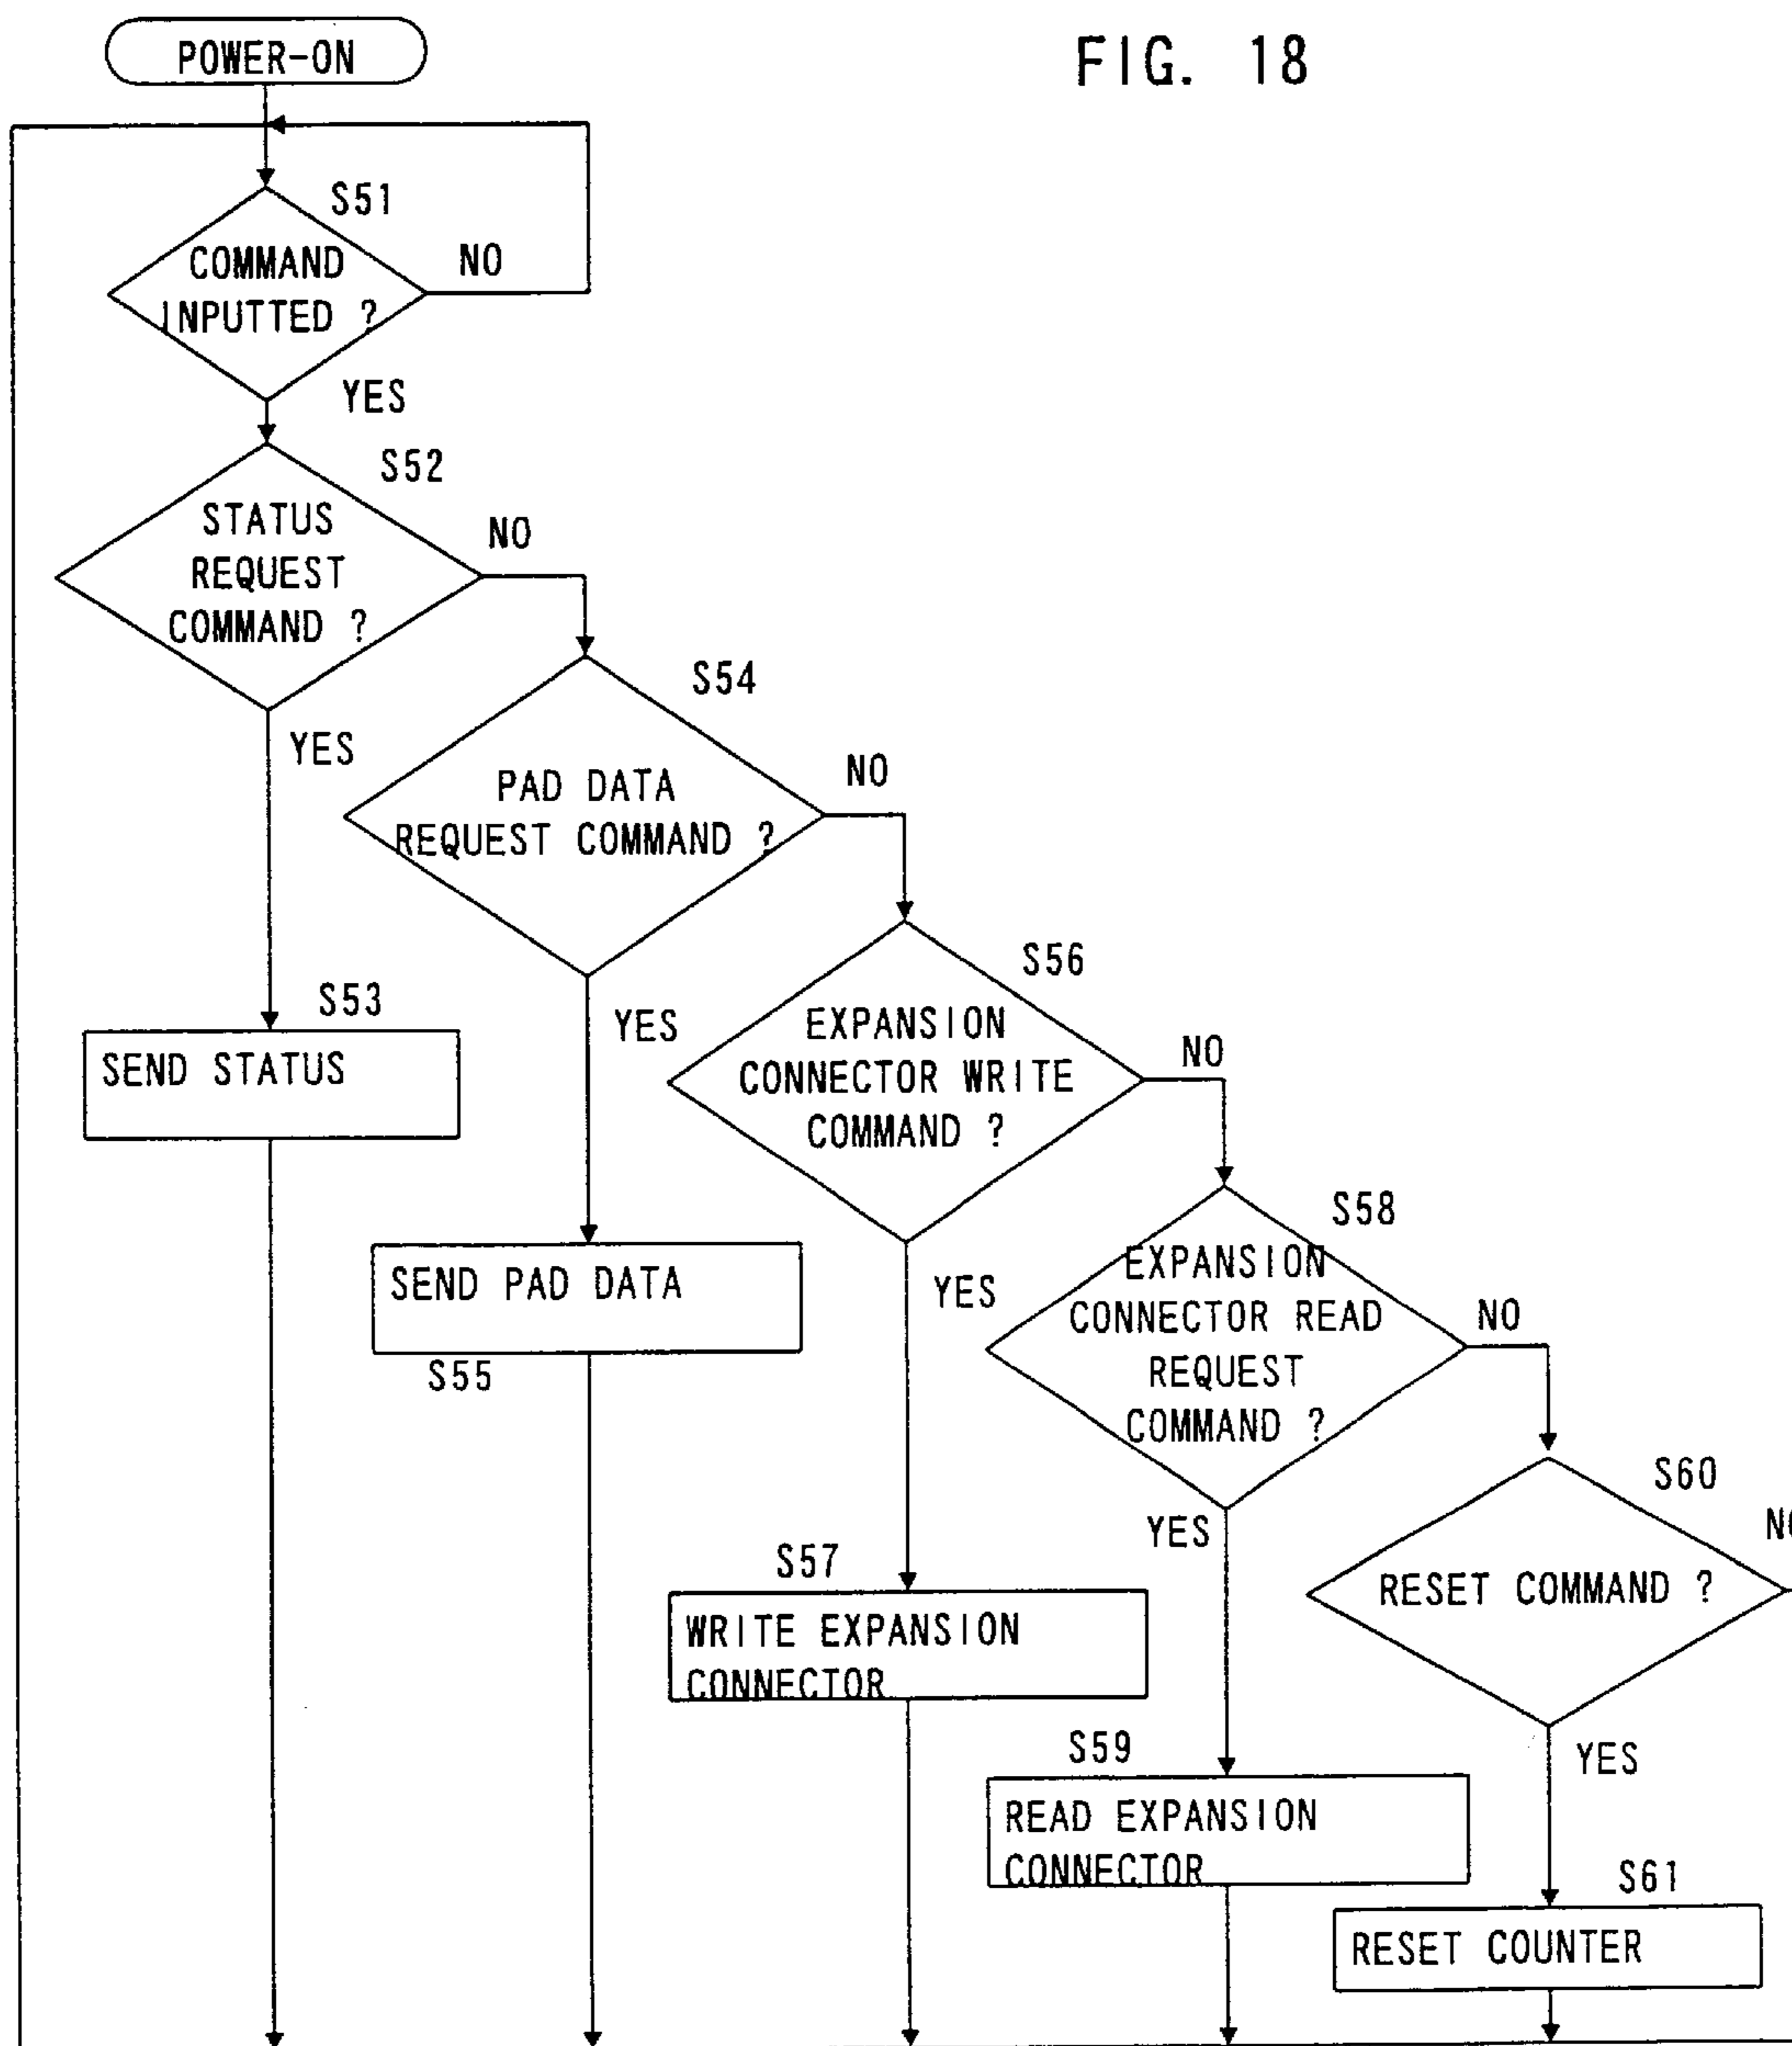 FIG. 18
POWER-ON
S51
COMMAND
INPUTTED ?
NO
YES
S52
STATUS
REQUEST
COMMAND ?
NO
YES
S54
PAD DATA
REQUEST COMMAND ?
NO
YES
S53
SEND STATUS
S56
EXPANSION
CONNECTOR WRITE
COMMAND ?
NO
YES
SEND PAD DATA
S55
S58
EXPANSION
CONNECTOR READ
REQUEST
COMMAND ?
NO
YES
S57
WRITE EXPANSION
CONNECTOR
S60
RESET COMMAND ?
NO
YES
S59
READ EXPANSION
CONNECTOR
S61
RESET COUNTER